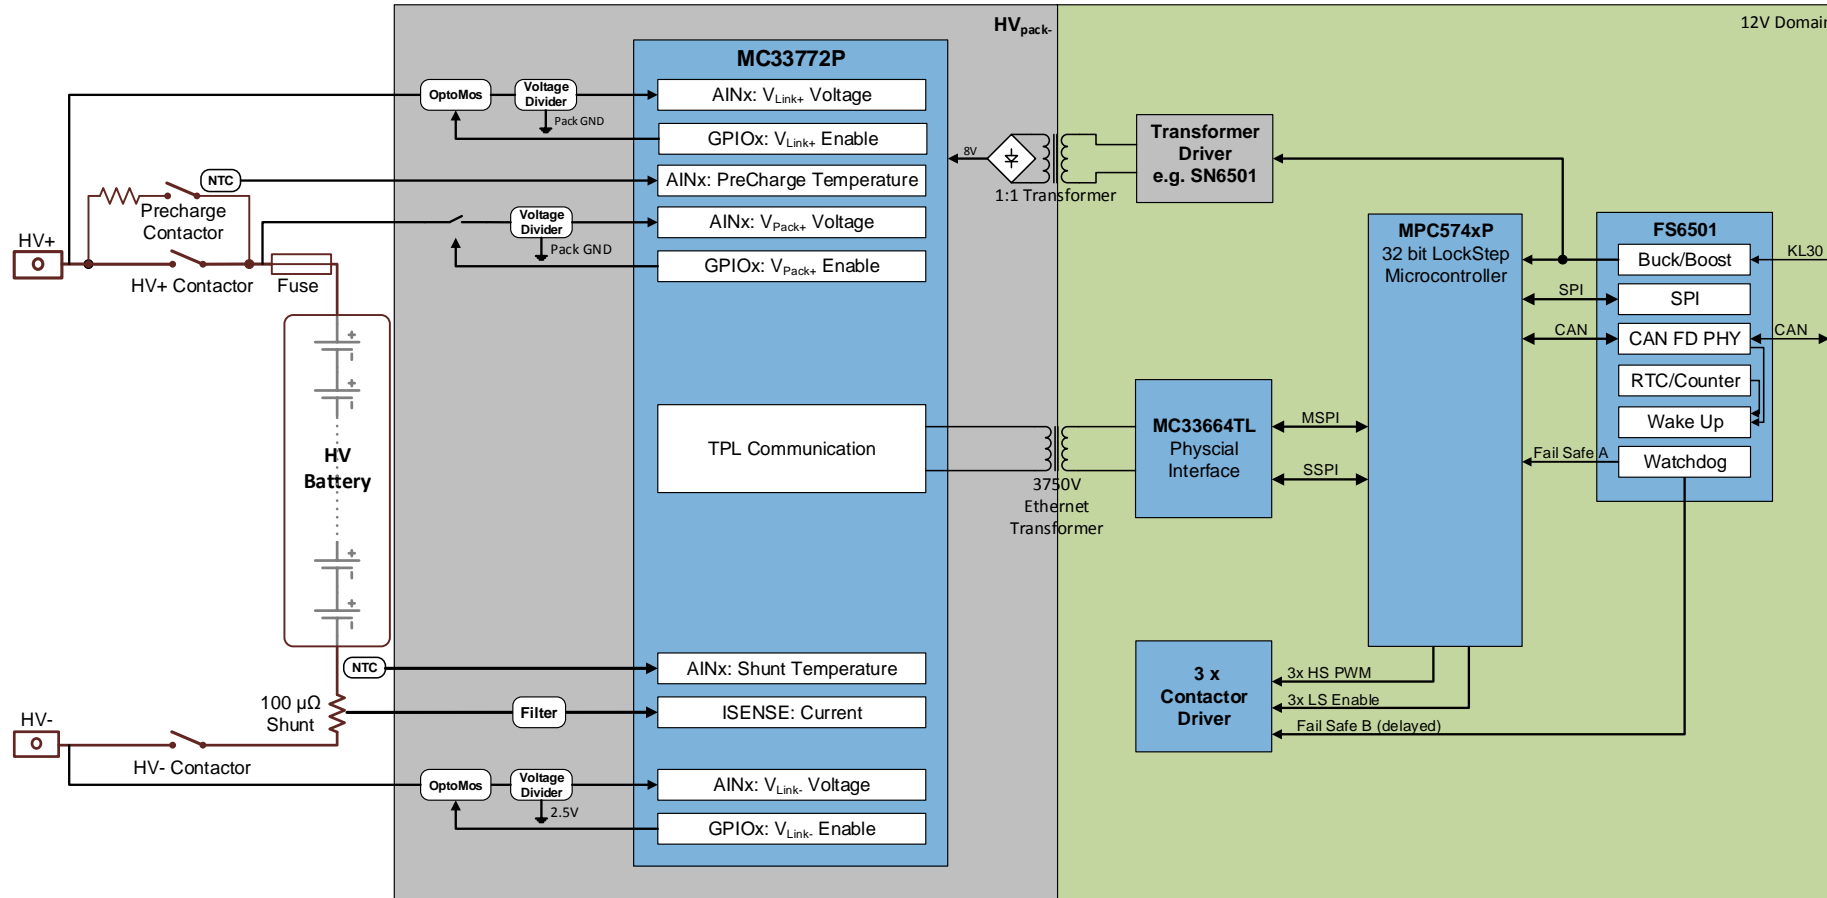 HVpack-
12V Domain
MC33772P
OptoMos
Voltage
Divider
Pack GND
AINx: VLink+ Voltage
GPIOx: VLink+ Enable
8V
1:1 Transformer
Transformer
Driver
e.g. SN6501
NTC
AINx: PreCharge Temperature
Precharge
Contactor
HV+
HV+ Contactor
Fuse
Voltage
Divider
Pack GND
AINx: VPack+ Voltage
GPIOx: VPack+ Enable
MPC574xP
32 bit LockStep
Microcontroller
FS6501
Buck/Boost
KL30
SPI
SPI
CAN
CAN FD PHY
CAN
RTC/Counter
Wake Up
Fail Safe A
Watchdog
HV
Battery
TPL Communication
3750V
Ethernet
Transformer
MC33664TL
Physcial
Interface
MSPI
SSPI
NTC
AINx: Shunt Temperature
100 µΩ
Shunt
Filter
ISENSE: Current
HV-
HV- Contactor
OptoMos
Voltage
Divider
2.5V
AINx: VLink- Voltage
GPIOx: VLink- Enable
3 x
Contactor
Driver
3x HS PWM
3x LS Enable
Fail Safe B (delayed)